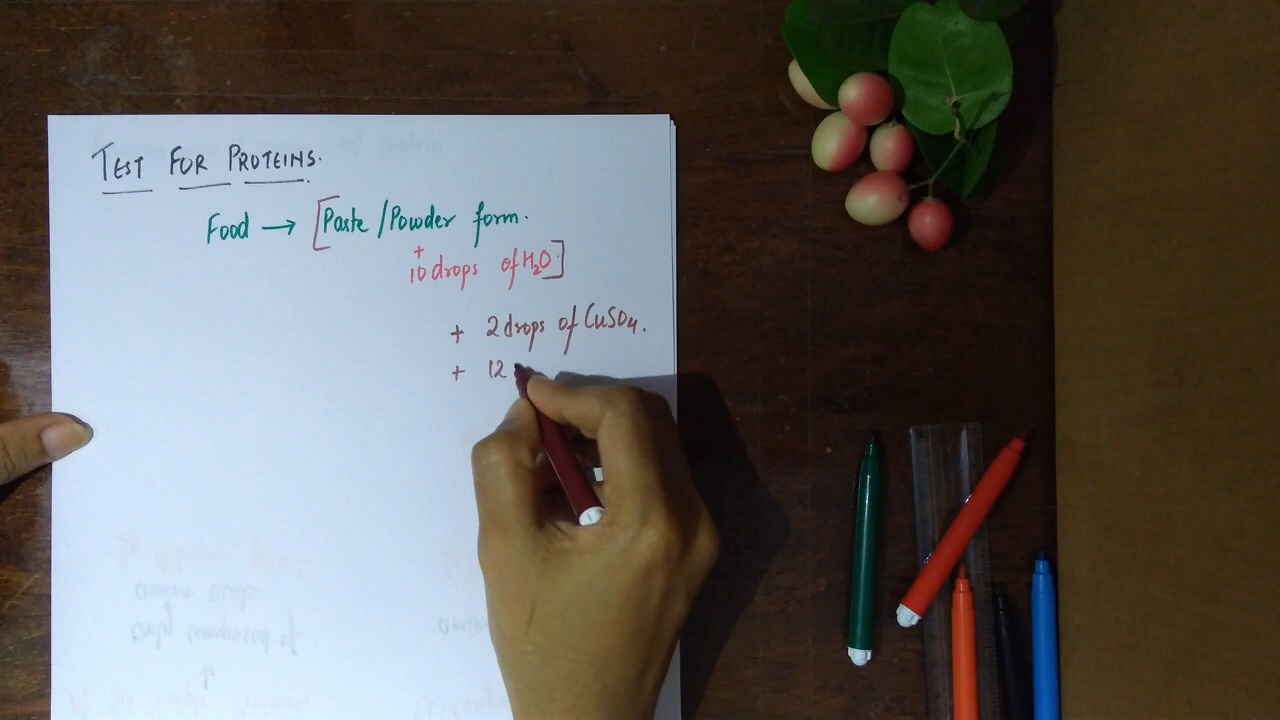 TEST FOR PROTEINS.
Food → [Paste/Powder form.
+
10 drops of H₂O.]
+ 2 drops of CuSO₄.
+ 12